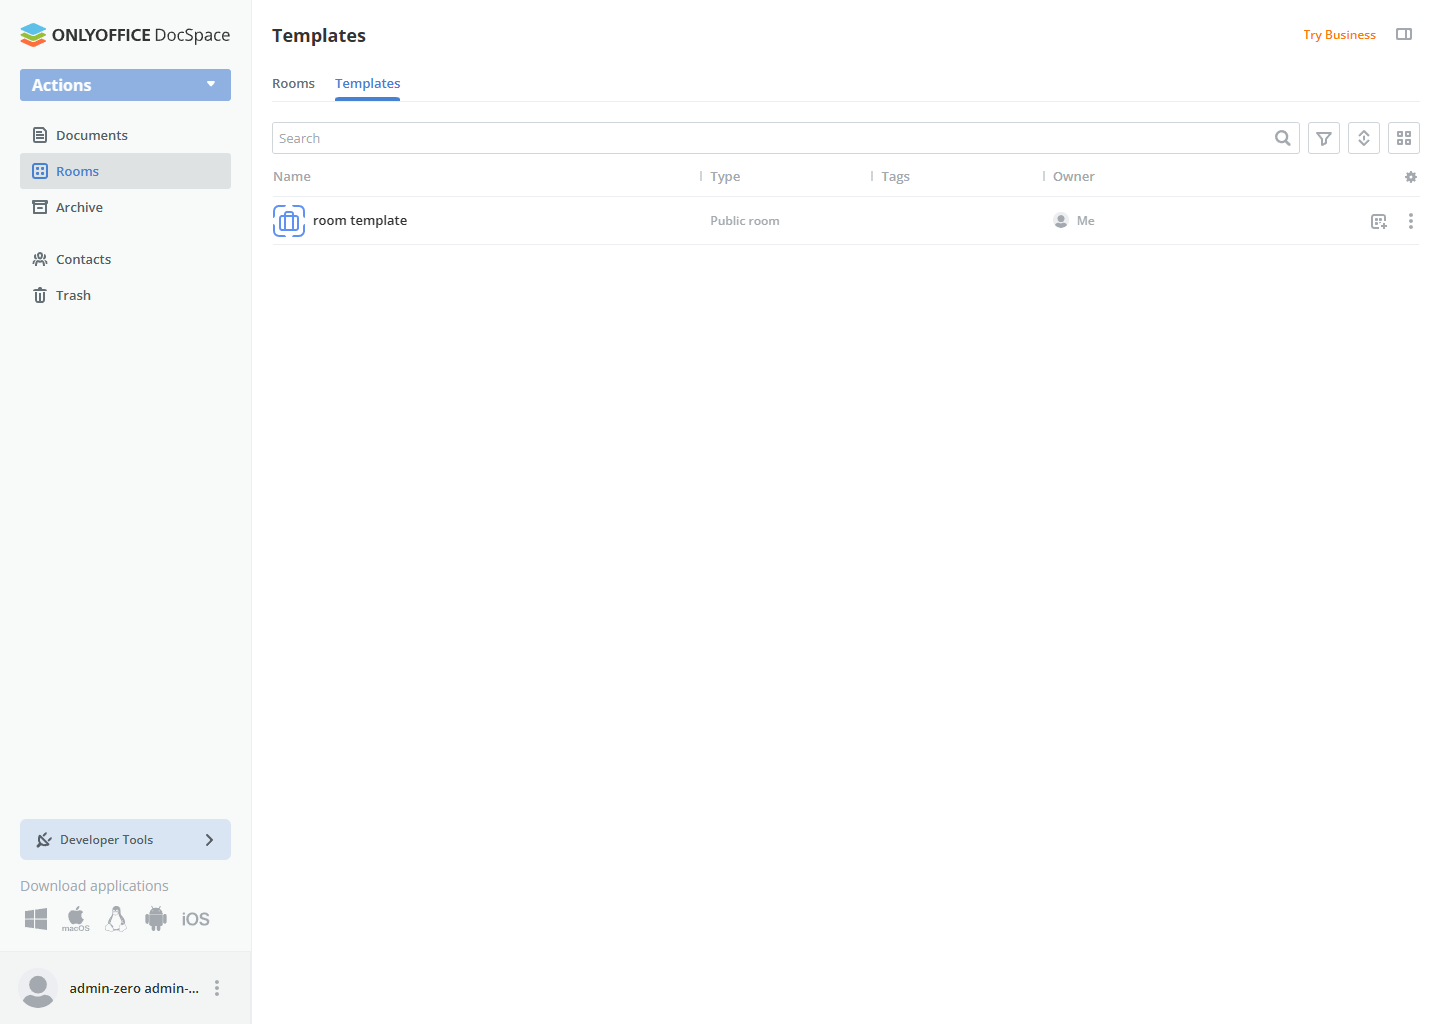 ONLYOFFICE DocSpace
Actions
Documents
Rooms
Archive
Contacts
Trash
Developer Tools
Download applications
macOS
iOS
admin-zero admin-...
Templates
Try Business
Rooms
Templates
Search
Name
Type
Tags
Owner
room template
Public room
Me